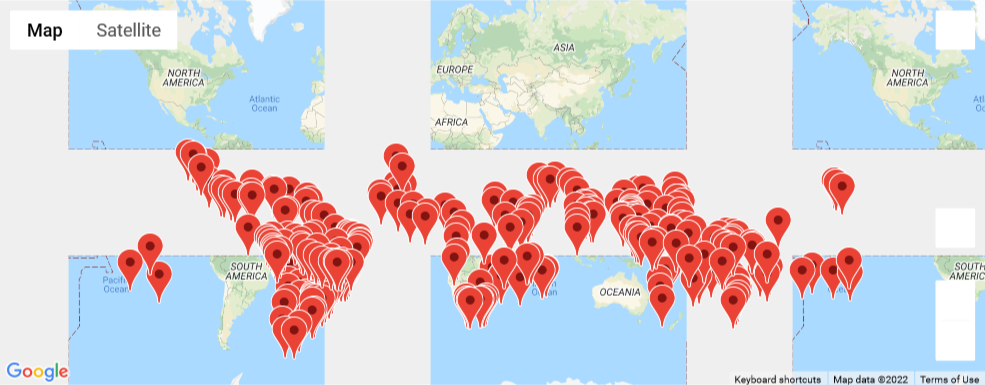 Map
Satellite
NORTH
AMERICA
Atlantic
Ocean
EUROPE
ASIA
AFRICA
NORTH
AMERICA
SOUTH
AMERICA
Ocean
OCEANIA
Ocean
SOUTH
Google
Keyboard shortcuts
Map data ©2022
Terms of Use